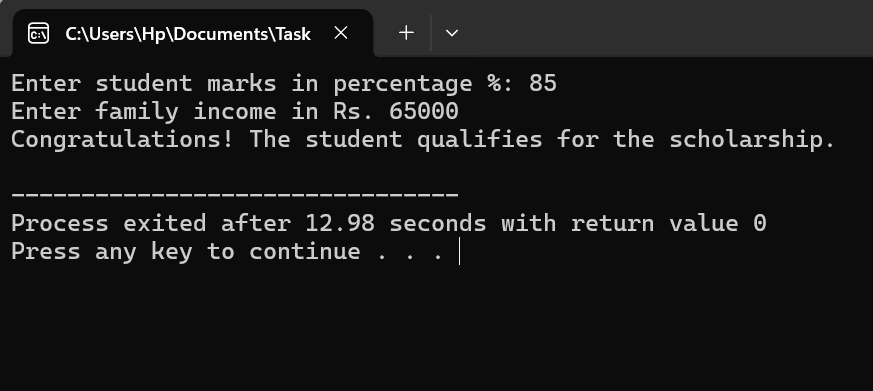 C:\Users\Hp\Documents\Task
Enter student marks in percentage %: 85
Enter family income in Rs. 65000
Congratulations! The student qualifies for the scholarship.
--------------------------------
Process exited after 12.98 seconds with return value 0
Press any key to continue . . .